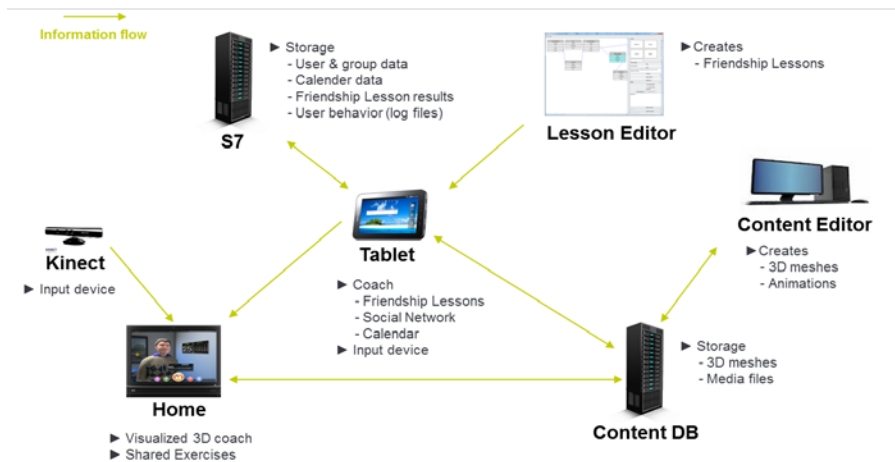 Information flow
► Storage
- User & group data
- Calender data
- Friendship Lesson results
- User behavior (log files)
S7
► Creates
- Friendship Lessons
Lesson Editor
Content Editor
► Creates
- 3D meshes
- Animations
Kinect
► Input device
Tablet
► Coach
- Friendship Lessons
- Social Network
- Calendar
► Input device
► Storage
- 3D meshes
- Media files
Content DB
Home
► Visualized 3D coach
► Shared Exercises